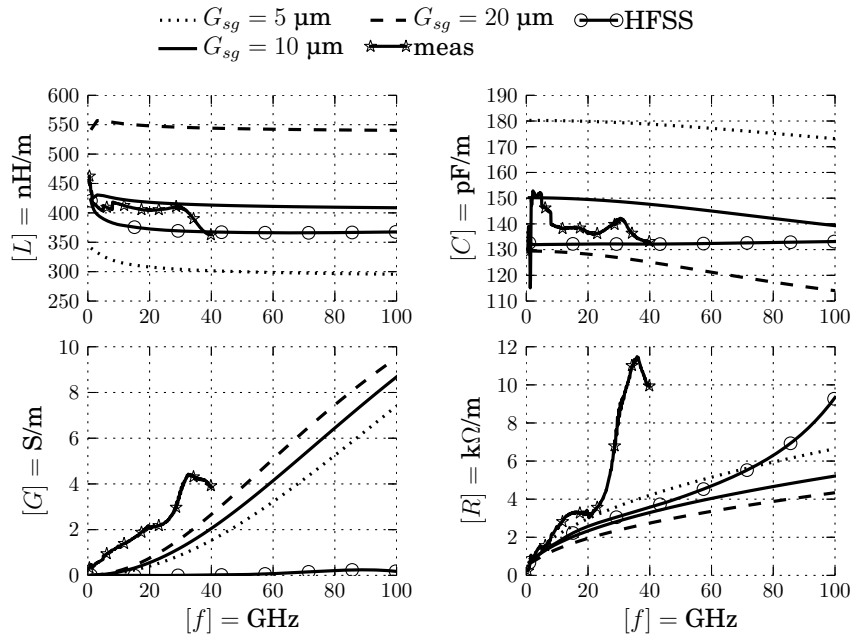 G_sg = 5 µm G_sg = 20 µm HFSS
G_sg = 10 µm meas
600
550
500
450
400
350
300
250
0 20 40 60 80 100
[L] = nH/m
190
180
170
160
150
140
130
120
110
0 20 40 60 80 100
[C] = pF/m
10
8
6
4
2
0
0 20 40 60 80 100
[G] = S/m
[f] = GHz
12
10
8
6
4
2
0
0 20 40 60 80 100
[R] = kΩ/m
[f] = GHz